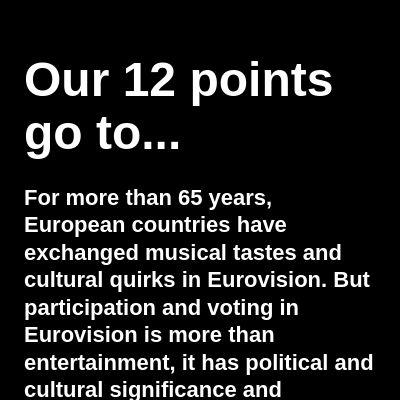 Our 12 points
go to...
For more than 65 years,
European countries have
exchanged musical tastes and
cultural quirks in Eurovision. But
participation and voting in
Eurovision is more than
entertainment, it has political and
cultural significance and